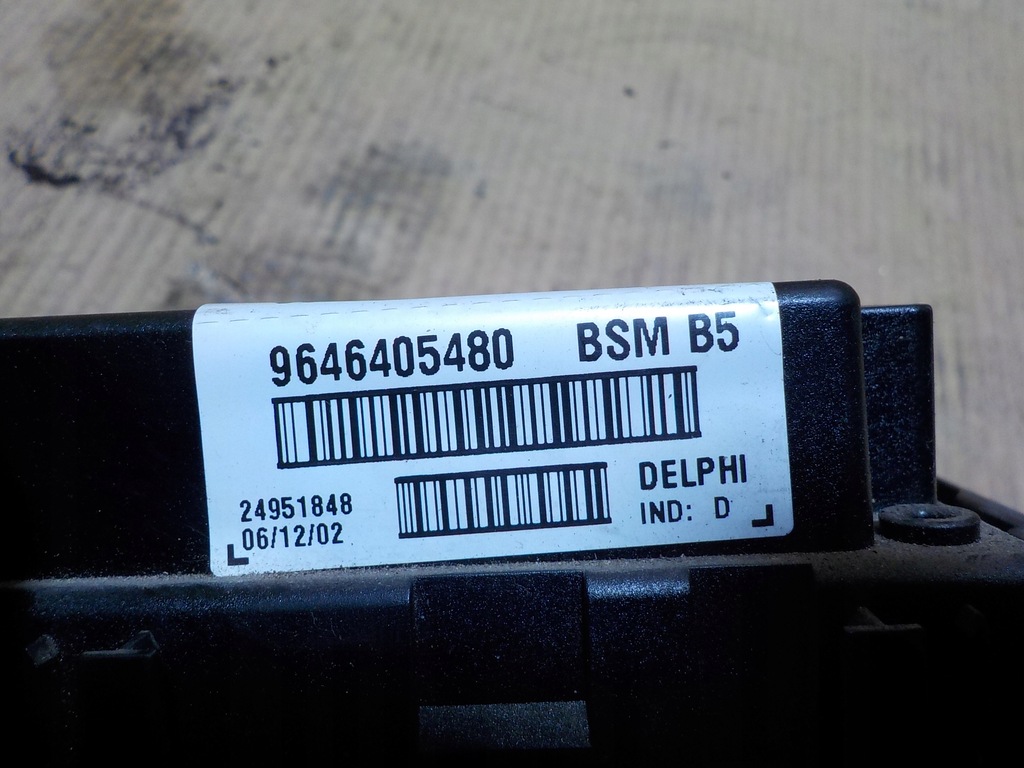 9646405480 BSM B5
24951848 DELPHI
06/12/02 IND: D